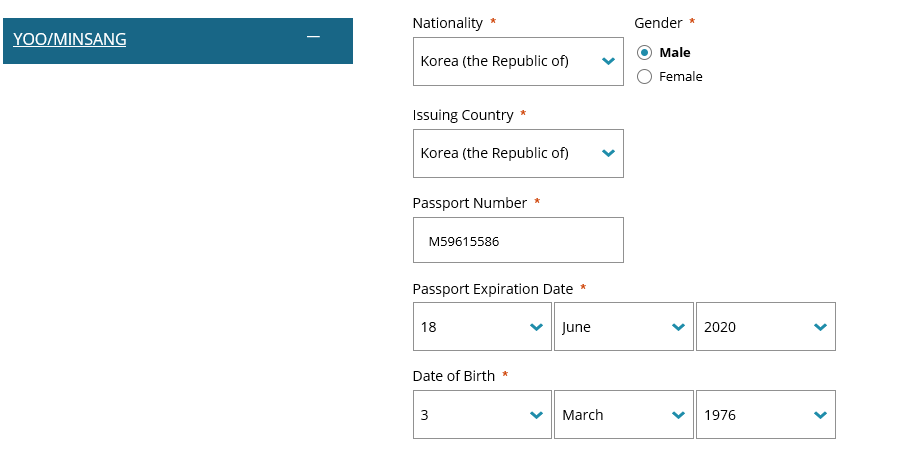 YOO/MINSANG
Nationality *
Gender *
Korea (the Republic of)
Male
Female
Issuing Country *
Korea (the Republic of)
Passport Number *
M59615586
Passport Expiration Date *
18 June 2020
Date of Birth *
3 March 1976